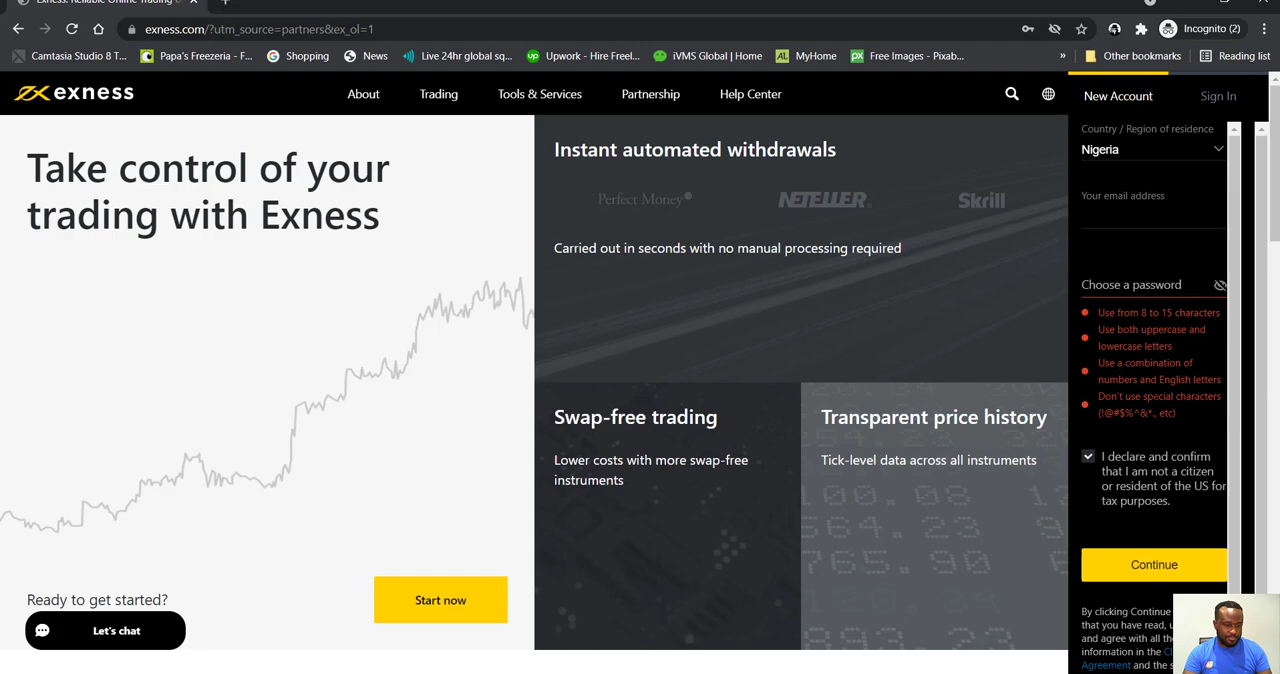 Exness: Reliable Online Trading
exness.com/?utm_source=partners&ex_ol=1
Incognito (2)
Camtasia Studio 8 T...
Papa's Freezeria - F...
Shopping
News
Live 24hr global sq...
Upwork - Hire Freel...
iVMS Global | Home
MyHome
Free Images - Pixab...
»
Other bookmarks
Reading list
exness
About
Trading
Tools & Services
Partnership
Help Center
New Account
Sign In
Take control of your
trading with Exness
Ready to get started?
Start now
Let's chat
Instant automated withdrawals
Perfect Money
NETELLER
Skrill
Carried out in seconds with no manual processing required
Swap-free trading
Lower costs with more swap-free
instruments
Transparent price history
Tick-level data across all instruments
Country / Region of residence
Nigeria
Your email address
Choose a password
Use from 8 to 15 characters
Use both uppercase and
lowercase letters
Use a combination of
numbers and English letters
Don't use special characters
(!@#$%^&*., etc)
I declare and confirm
that I am not a citizen
or resident of the US for
tax purposes.
Continue
By clicking Continue
that you have read, u
and agree with all the
information in the Cl
Agreement and the s